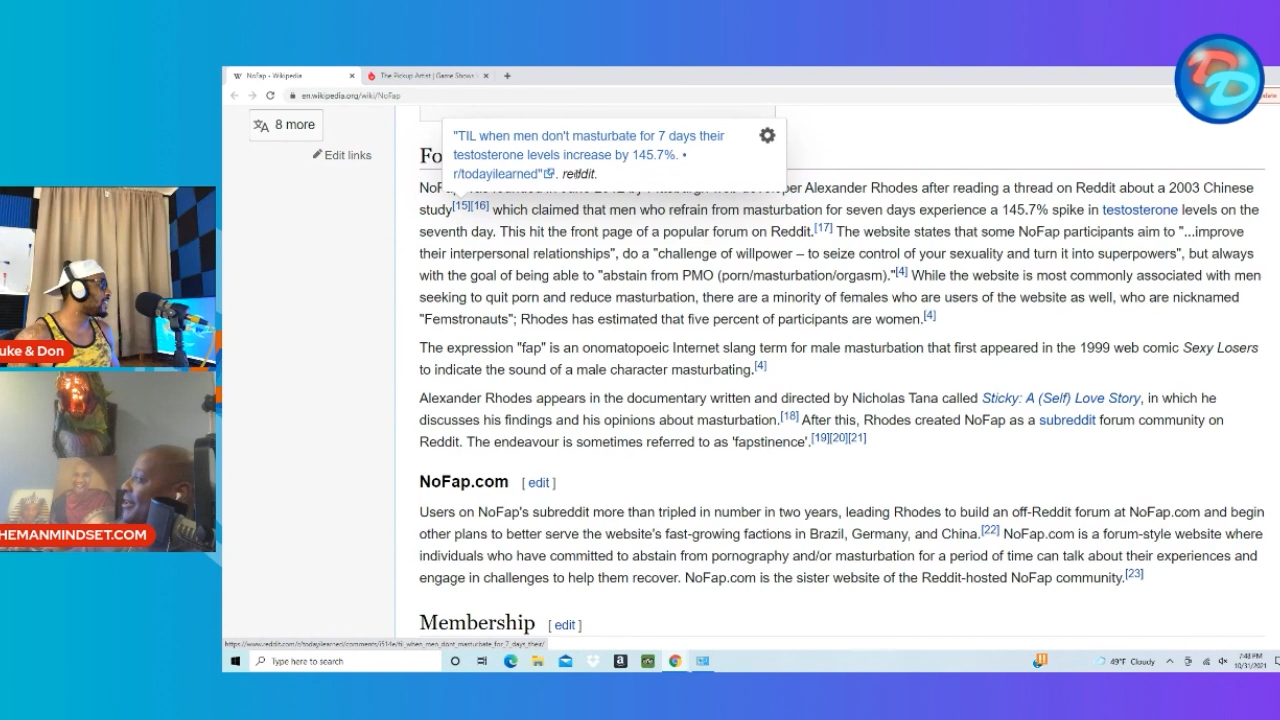 NoFap - Wikipedia
The Pickup Artist | Game Shows
en.wikipedia.org/wiki/NoFap
DD
8 more
Edit links
"TIL when men don't masturbate for 7 days their
testosterone levels increase by 145.7%. •
r/todayilearned". reddit.
Alexander Rhodes after reading a thread on Reddit about a 2003 Chinese
study[15][16] which claimed that men who refrain from masturbation for seven days experience a 145.7% spike in testosterone levels on the
seventh day. This hit the front page of a popular forum on Reddit.[17] The website states that some NoFap participants aim to "...improve
their interpersonal relationships", do a "challenge of willpower – to seize control of your sexuality and turn it into superpowers", but always
with the goal of being able to "abstain from PMO (porn/masturbation/orgasm)."[4] While the website is most commonly associated with men
seeking to quit porn and reduce masturbation, there are a minority of females who are users of the website as well, who are nicknamed
"Femstronauts"; Rhodes has estimated that five percent of participants are women.[4]
The expression "fap" is an onomatopoeic Internet slang term for male masturbation that first appeared in the 1999 web comic Sexy Losers
to indicate the sound of a male character masturbating.[4]
Alexander Rhodes appears in the documentary written and directed by Nicholas Tana called Sticky: A (Self) Love Story, in which he
discusses his findings and his opinions about masturbation.[18] After this, Rhodes created NoFap as a subreddit forum community on
Reddit. The endeavour is sometimes referred to as 'fapstinence'.[19][20][21]
NoFap.com [ edit ]
Users on NoFap's subreddit more than tripled in number in two years, leading Rhodes to build an off-Reddit forum at NoFap.com and begin
other plans to better serve the website's fast-growing factions in Brazil, Germany, and China.[22] NoFap.com is a forum-style website where
individuals who have committed to abstain from pornography and/or masturbation for a period of time can talk about their experiences and
engage in challenges to help them recover. NoFap.com is the sister website of the Reddit-hosted NoFap community.[23]
Membership [ edit ]
uke & Don
HEMANMINDSET.COM
Type here to search
49°F Cloudy
7:48 PM
10/31/2021